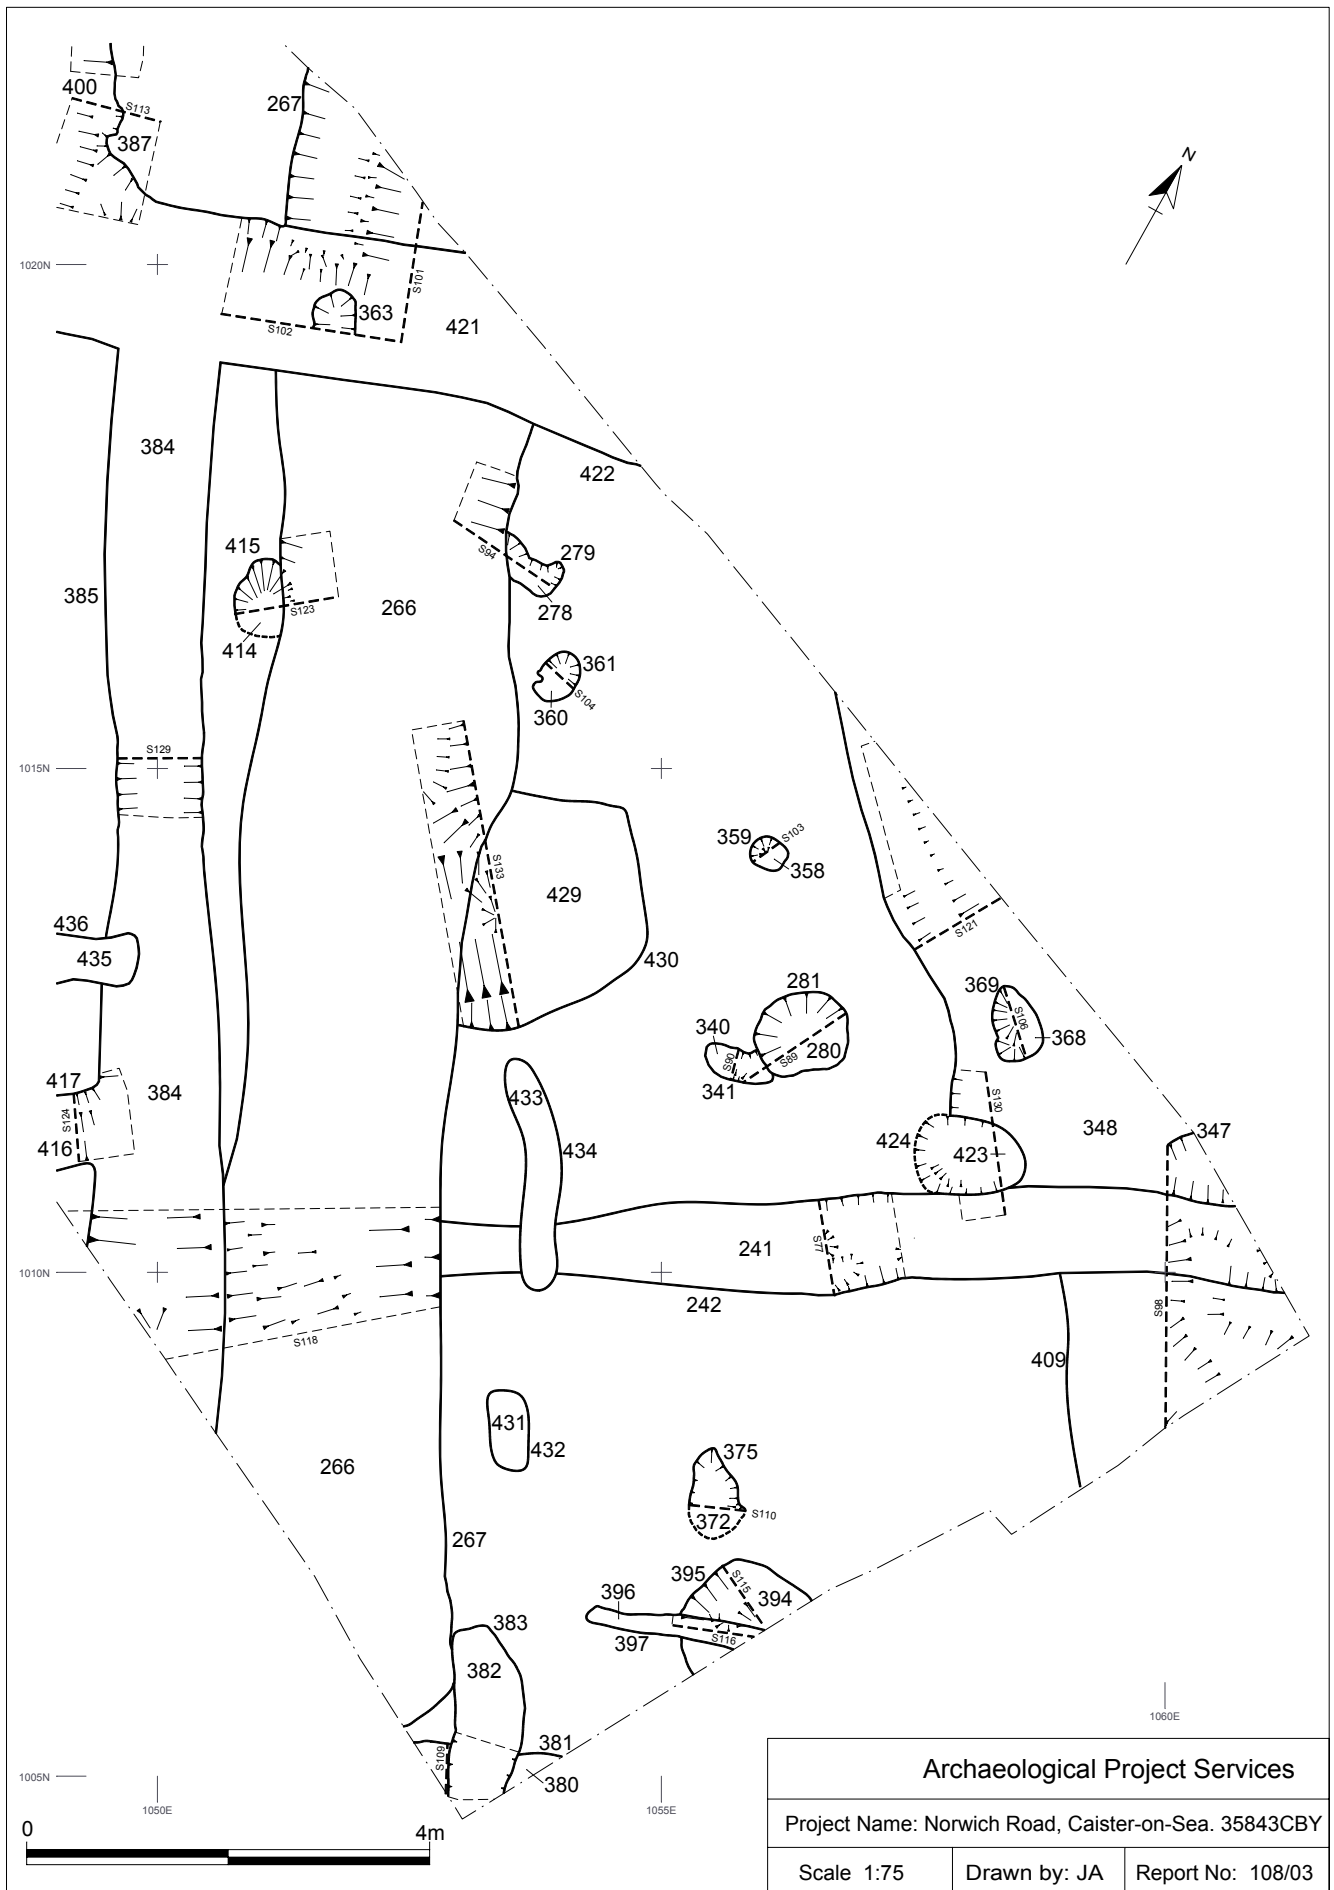 400
S113
267
387
N
1020N
S101
363
S102
421
384
422
415
S94
279
385
S123
266
278
414
361
S104
360
S129
1015N
359
S103
358
S133
429
S121
436
435
430
281
369
S106
340
S90
S89
280
368
341
417
384
433
S130
S124
416
434
424
423
348
347
S77
241
1010N
242
S98
S118
409
431
432
266
375
372
S110
267
395
S115
394
396
397
S116
383
382
381
S109
380
1060E
1005N
1050E
1055E
0
4m
Archaeological Project Services
Project Name: Norwich Road, Caister-on-Sea. 35843CBY
Scale 1:75
Drawn by: JA
Report No: 108/03